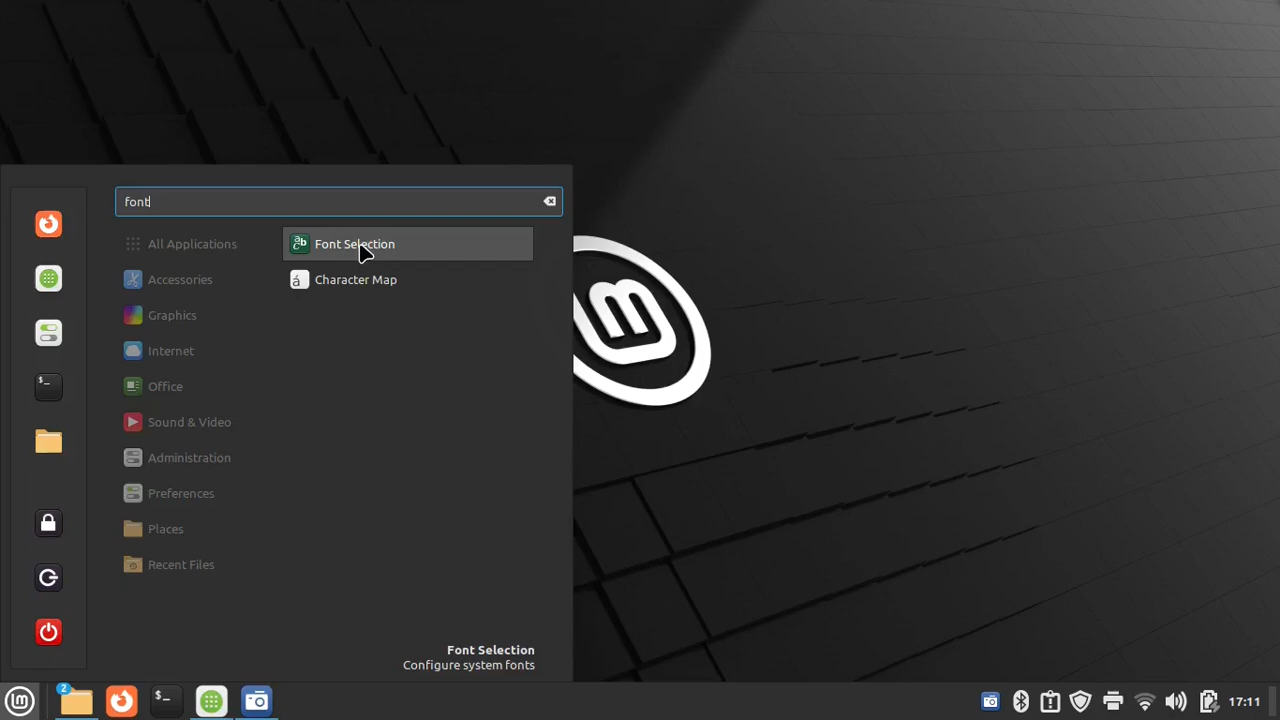 font
All Applications
Font Selection
Accessories
Character Map
Graphics
Internet
Office
Sound & Video
Administration
Preferences
Places
Recent Files
Font Selection
Configure system fonts
2
17:11